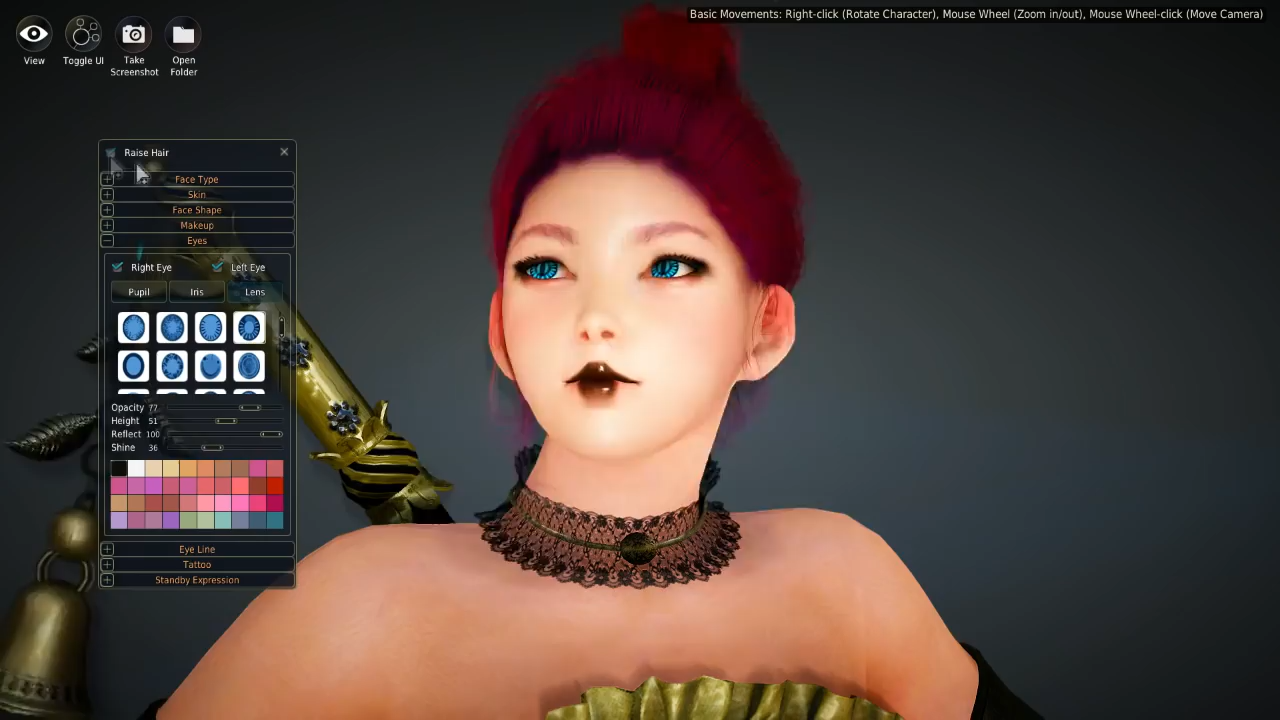 Basic Movements: Right-click (Rotate Character), Mouse Wheel (Zoom in/out), Mouse Wheel-click (Move Camera)
View
Toggle UI
Take Screenshot
Open Folder
Raise Hair
Face Type
Skin
Face Shape
Makeup
Eyes
Right Eye Left Eye
Pupil Iris Lens
Opacity 77
Height 51
Reflect 100
Shine 36
Eye Line
Tattoo
Standby Expression